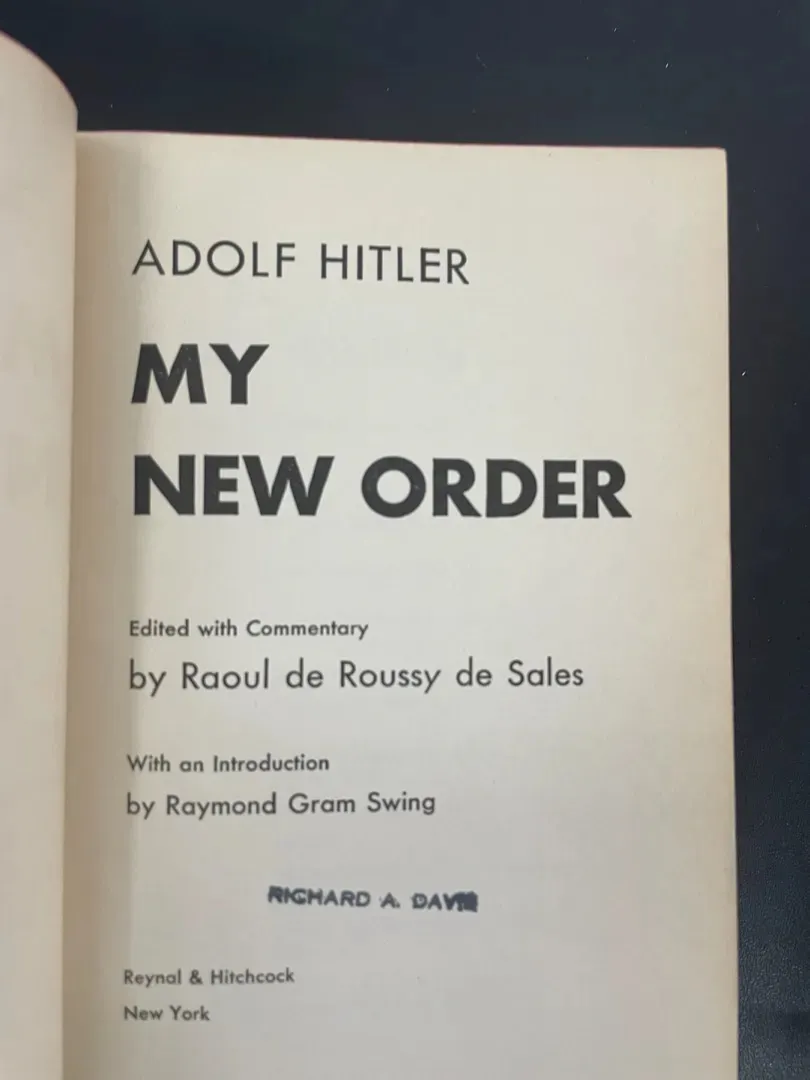 ADOLF HITLER
MY
NEW ORDER
Edited with Commentary
by Raoul de Roussy de Sales
With an Introduction
by Raymond Gram Swing
RICHARD A.
Reynal & Hitchcock
New York